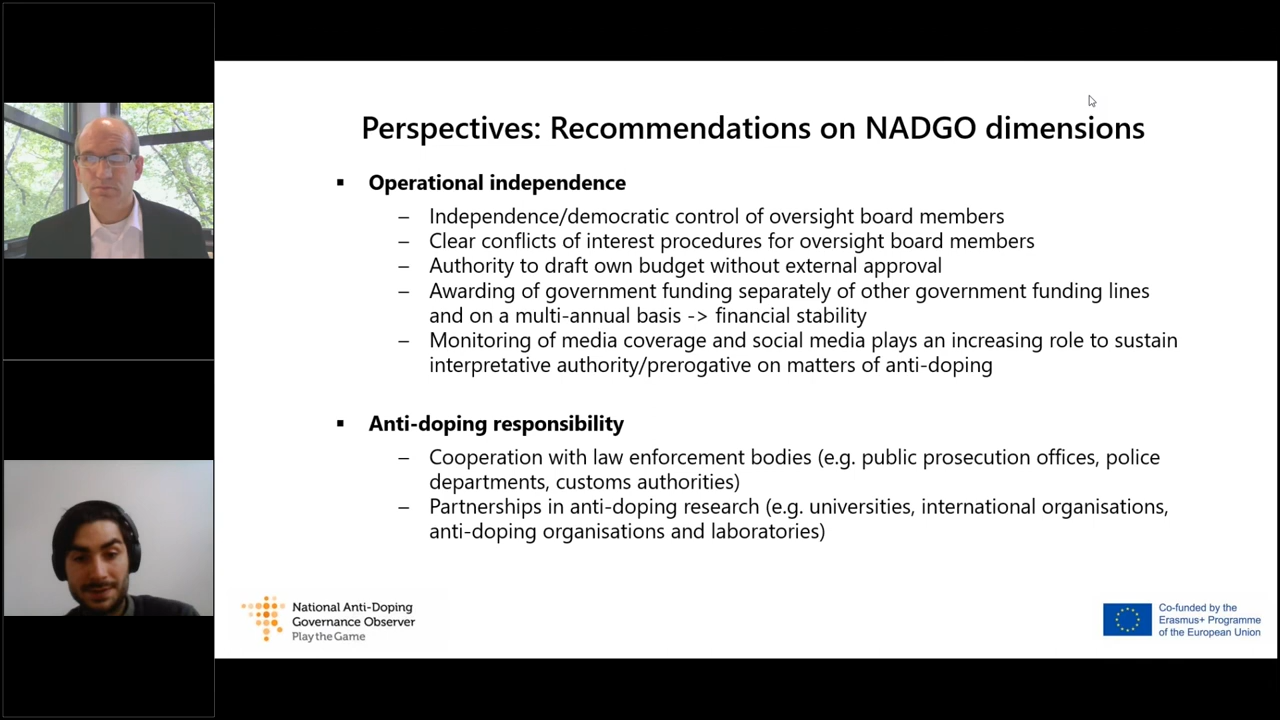 Perspectives: Recommendations on NADGO dimensions
▪ Operational independence
– Independence/democratic control of oversight board members
– Clear conflicts of interest procedures for oversight board members
– Authority to draft own budget without external approval
– Awarding of government funding separately of other government funding lines
and on a multi-annual basis -> financial stability
– Monitoring of media coverage and social media plays an increasing role to sustain
interpretative authority/prerogative on matters of anti-doping
▪ Anti-doping responsibility
– Cooperation with law enforcement bodies (e.g. public prosecution offices, police
departments, customs authorities)
– Partnerships in anti-doping research (e.g. universities, international organisations,
anti-doping organisations and laboratories)
National Anti-Doping
Governance Observer
Play the Game
Co-funded by the
Erasmus+ Programme
of the European Union